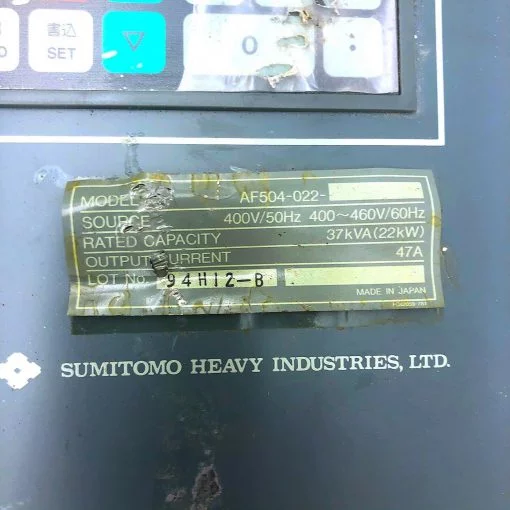 書込
SET
0
MODEL AF504-022-
SOURCE 400V/50Hz 400～460V/60Hz
RATED CAPACITY 37kVA(22kW)
OUTPUT CURRENT 47A
LOT No. 94H12-B
MADE IN JAPAN
SUMITOMO HEAVY INDUSTRIES, LTD.